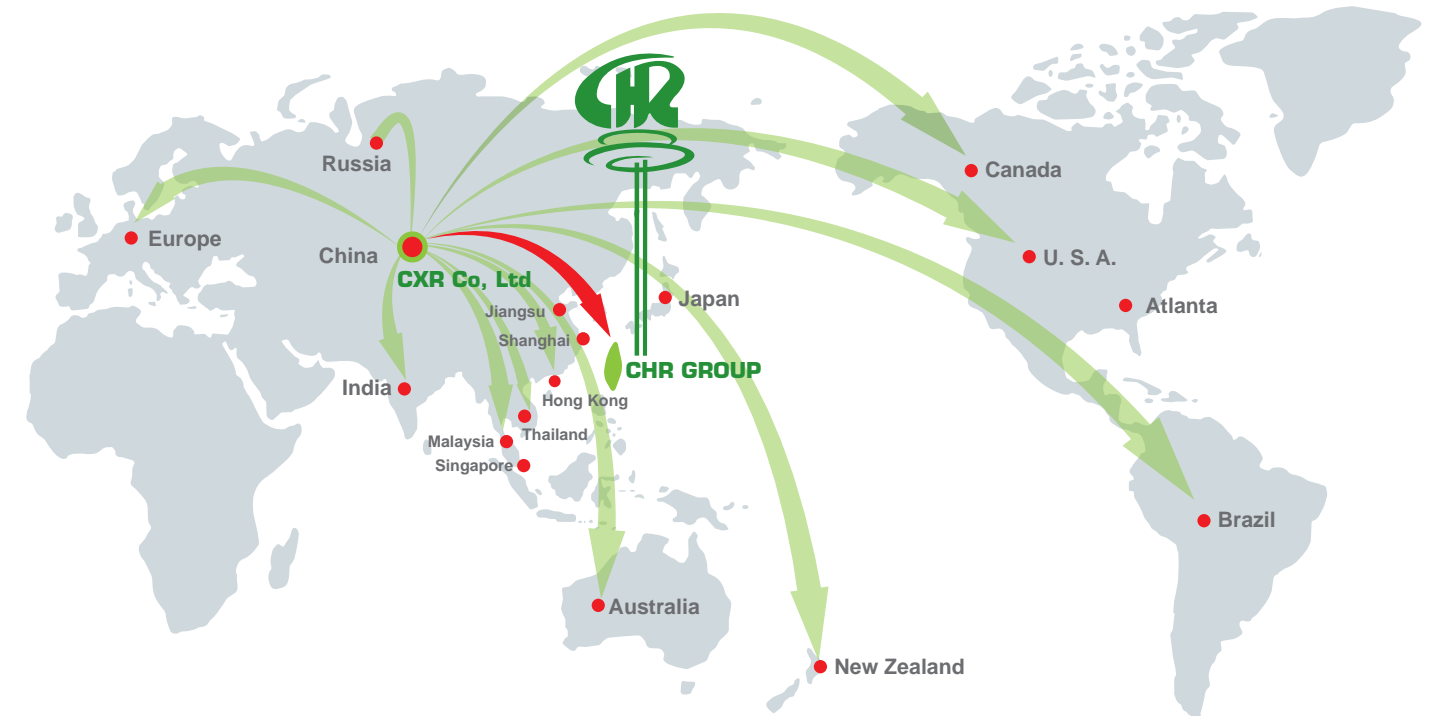 CHR
Russia
Canada
Europe
China
U. S. A.
CXR Co, Ltd
Japan
Jiangsu
Atlanta
Shanghai
CHR GROUP
India
Hong Kong
Thailand
Malaysia
Singapore
Brazil
Australia
New Zealand